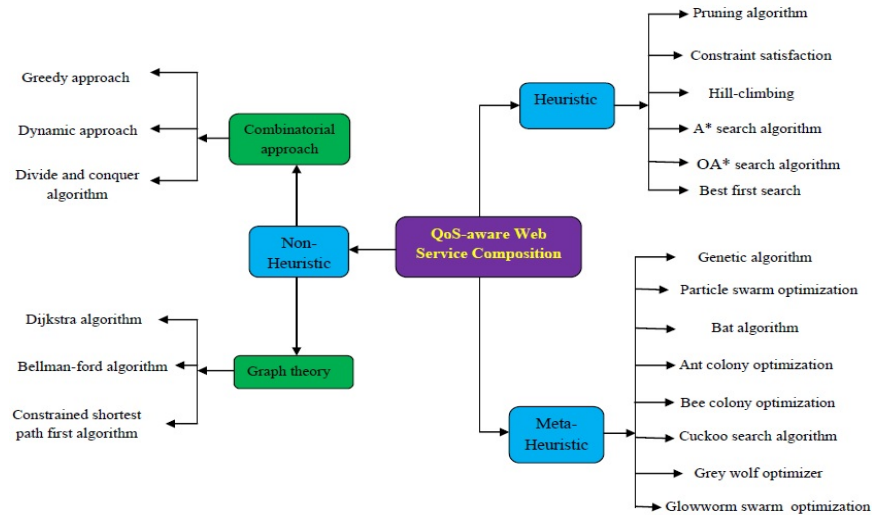 Greedy approach
Dynamic approach
Divide and conquer
algorithm
Combinatorial
approach
Non-
Heuristic
Dijkstra algorithm
Bellman-ford algorithm
Constrained shortest
path first algorithm
Graph theory
QoS-aware Web
Service Composition
Heuristic
Pruning algorithm
Constraint satisfaction
Hill-climbing
A* search algorithm
OA* search algorithm
Best first search
Meta-
Heuristic
Genetic algorithm
Particle swarm optimization
Bat algorithm
Ant colony optimization
Bee colony optimization
Cuckoo search algorithm
Grey wolf optimizer
Glowworm swarm optimization